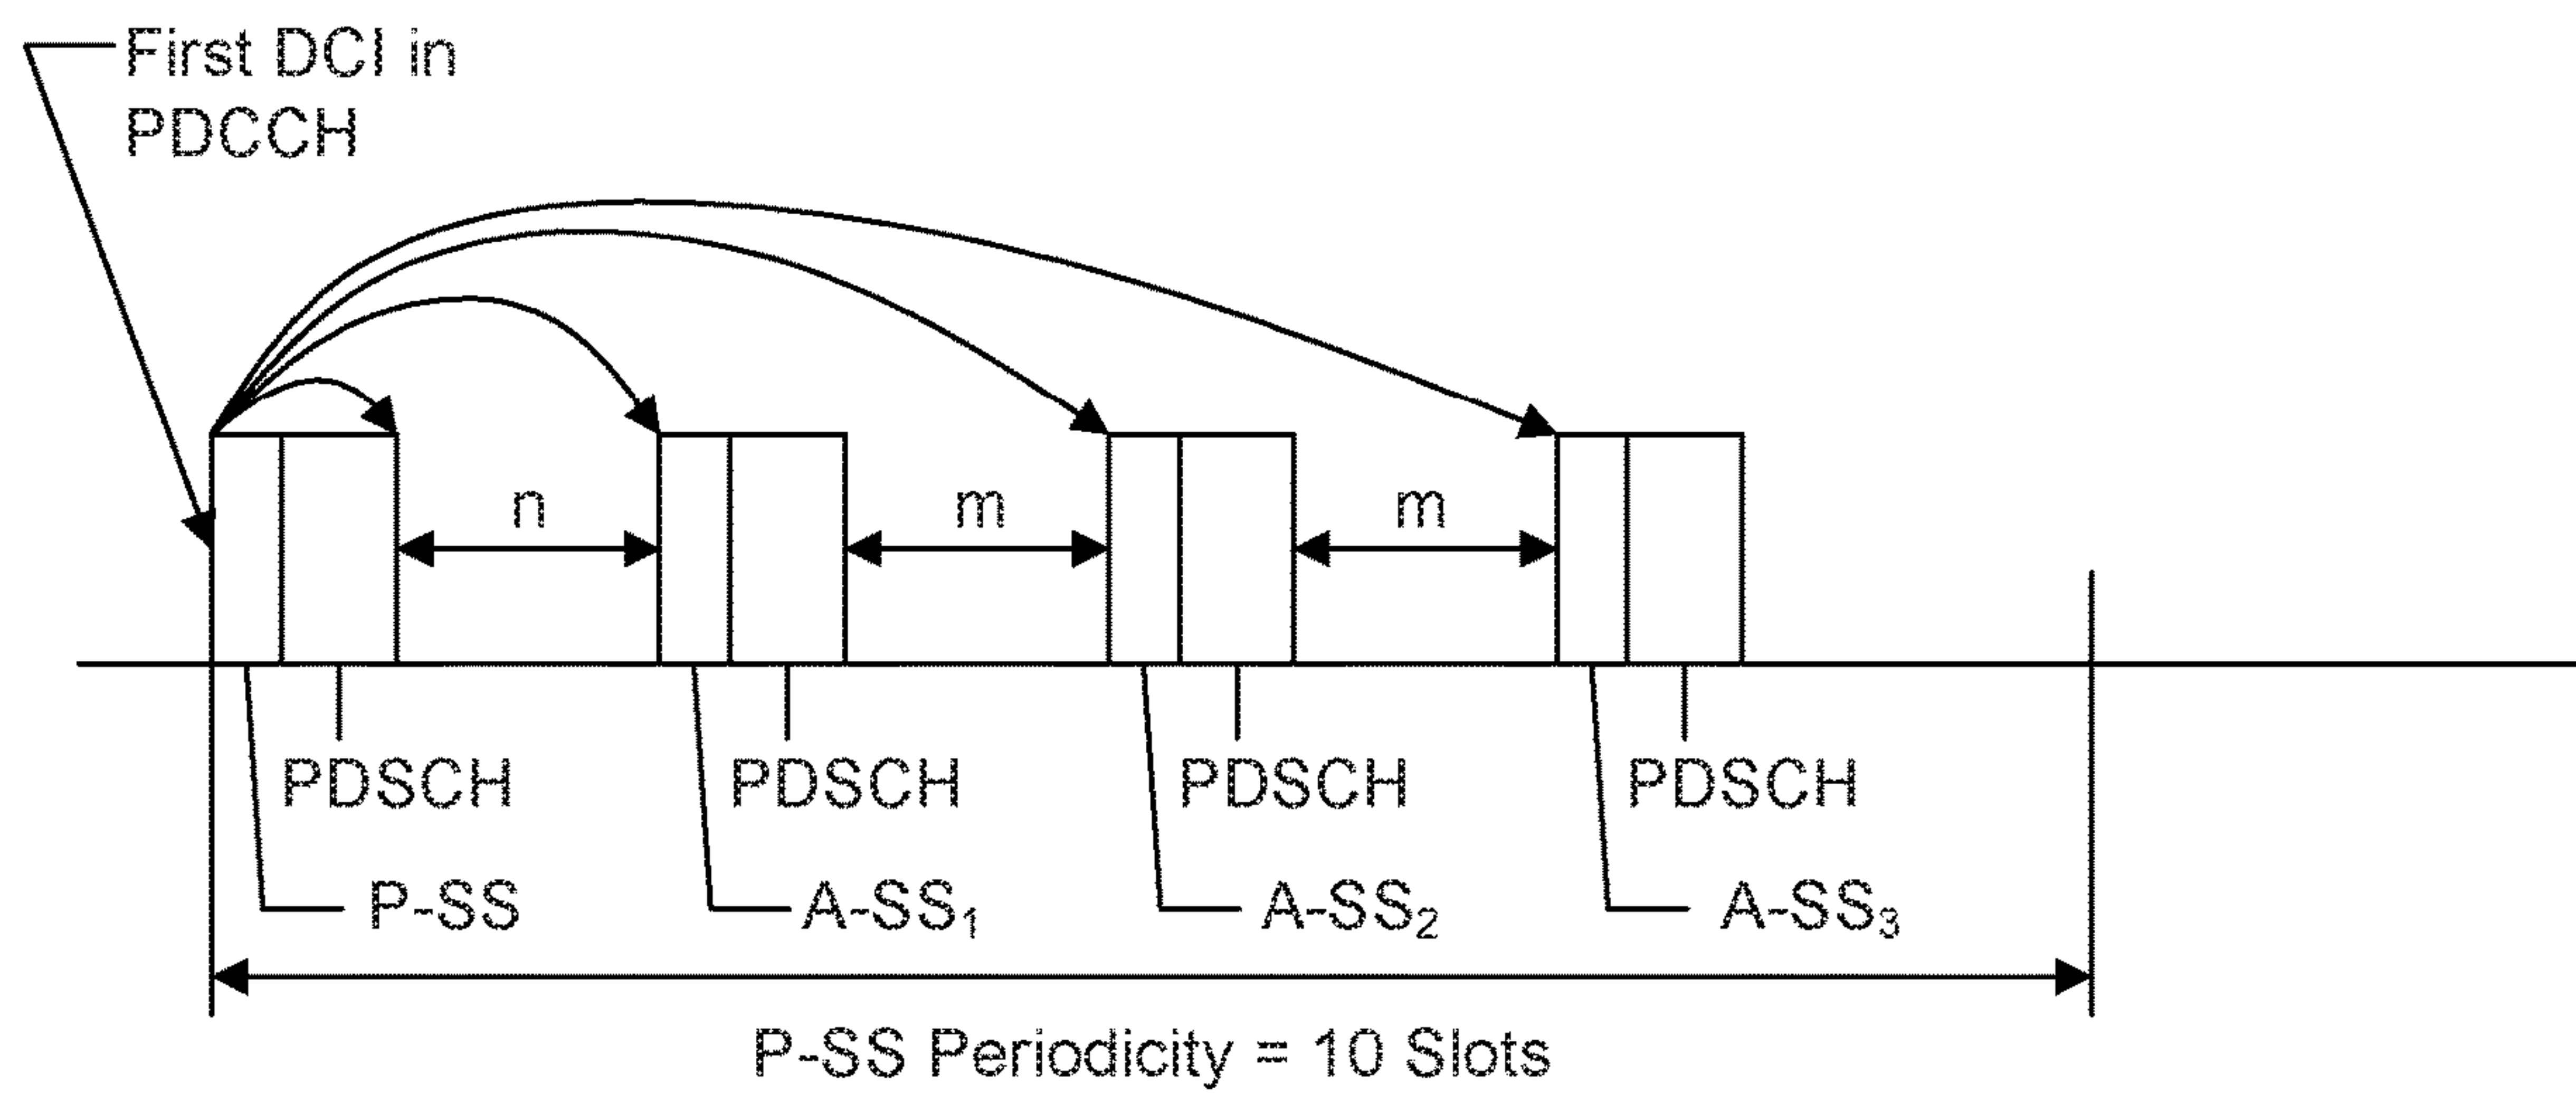 First DCI in
PDCCH
n
m
m
PDSCH
PDSCH
PDSCH
PDSCH
P-SS
A-SS₁
A-SS₂
A-SS₃
P-SS Periodicity = 10 Slots